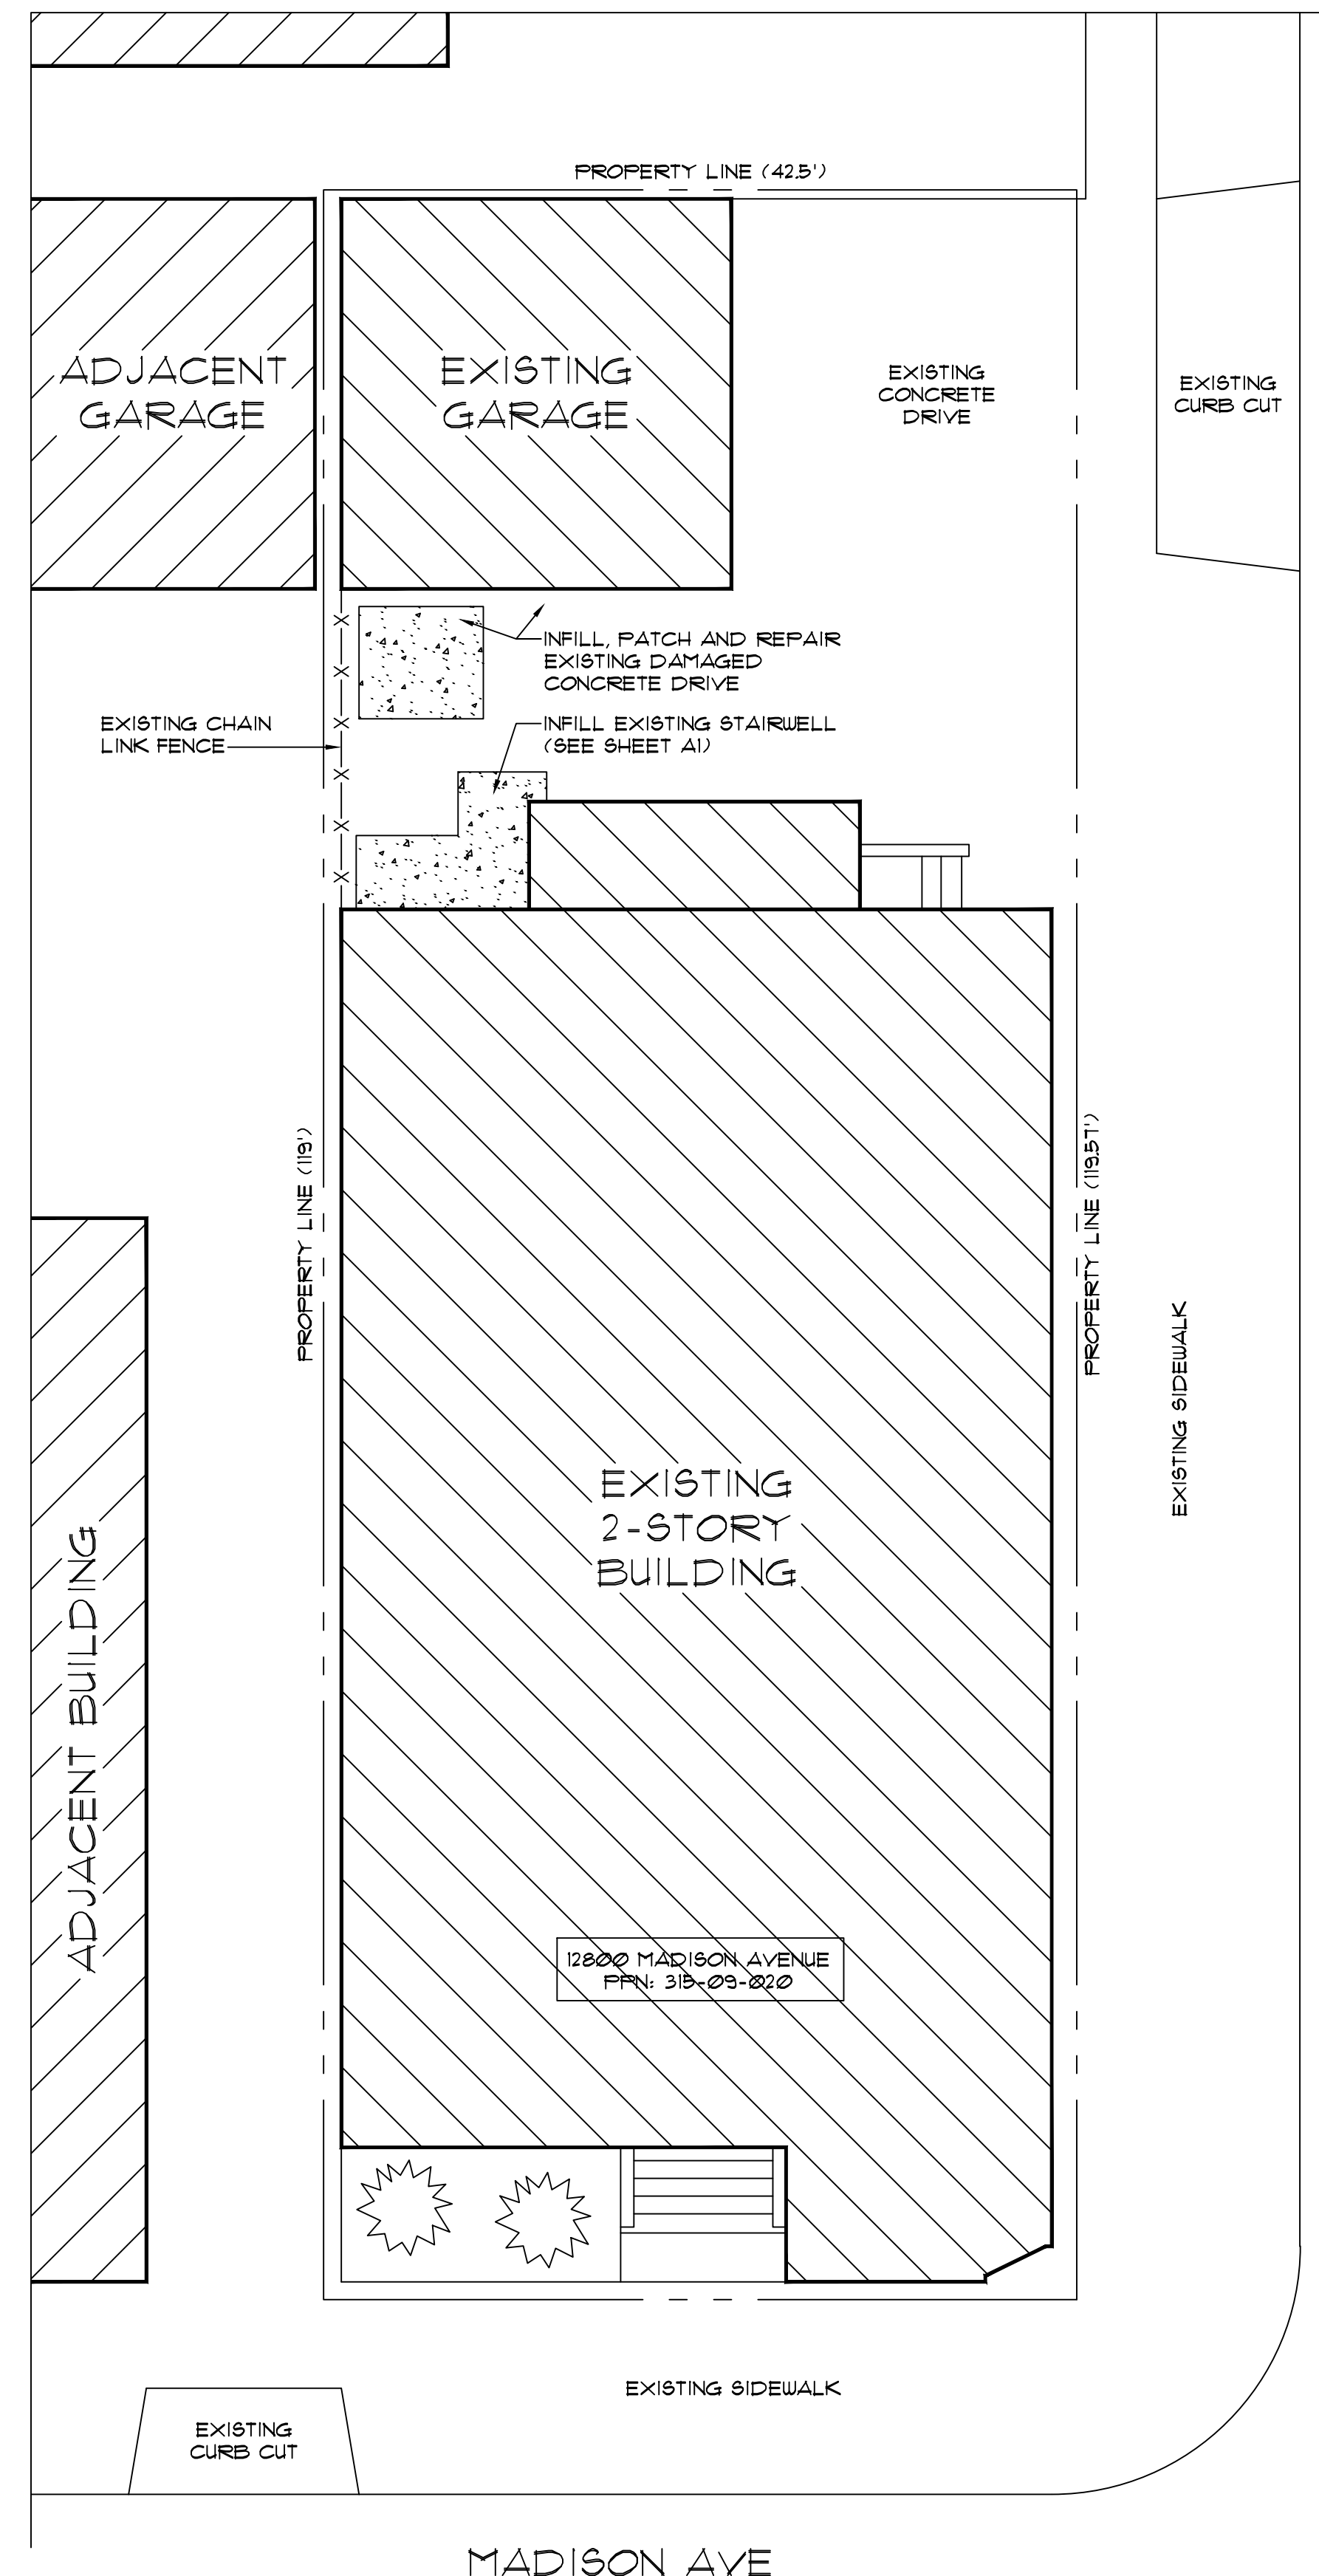 PROPERTY LINE (42.5')
ADJACENT
GARAGE
EXISTING
GARAGE
EXISTING
CONCRETE
DRIVE
EXISTING
CURB CUT
INFILL, PATCH AND REPAIR
EXISTING DAMAGED
CONCRETE DRIVE
EXISTING CHAIN
LINK FENCE
INFILL EXISTING STAIRWELL
(SEE SHEET A1)
PROPERTY LINE (119')
PROPERTY LINE (119.57')
EXISTING SIDEWALK
EXISTING
2-STORY
BUILDING
ADJACENT BUILDING
12800 MADISON AVENUE
PPN: 315-09-020
EXISTING SIDEWALK
EXISTING
CURB CUT
MADISON AVE